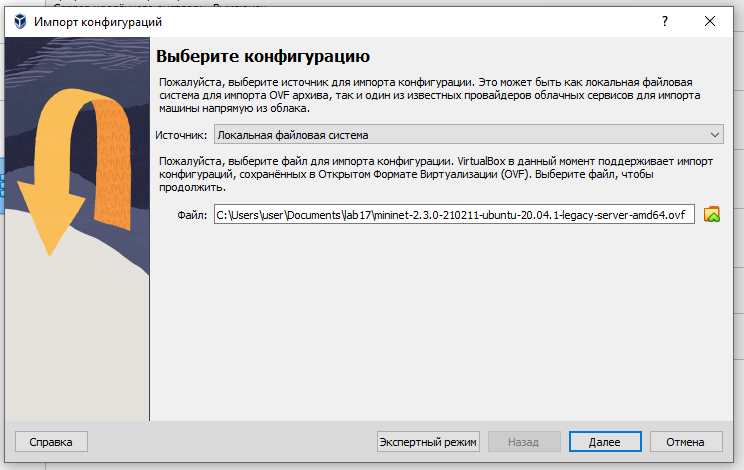 Импорт конфигураций
?
Выберите конфигурацию
Пожалуйста, выберите источник для импорта конфигурации. Это может быть как локальная файловая
система для импорта OVF архива, так и один из известных провайдеров облачных сервисов для импорта
машины напрямую из облака.
Источник: Локальная файловая система
Пожалуйста, выберите файл для импорта конфигурации. VirtualBox в данный момент поддерживает импорт
конфигураций, сохранённых в Открытом Формате Виртуализации (OVF). Выберите файл, чтобы
продолжить.
Файл: C:\Users\user\Documents\lab17\mininet-2.3.0-210211-ubuntu-20.04.1-legacy-server-amd64.ovf
Справка Экспертный режим Назад Далее Отмена